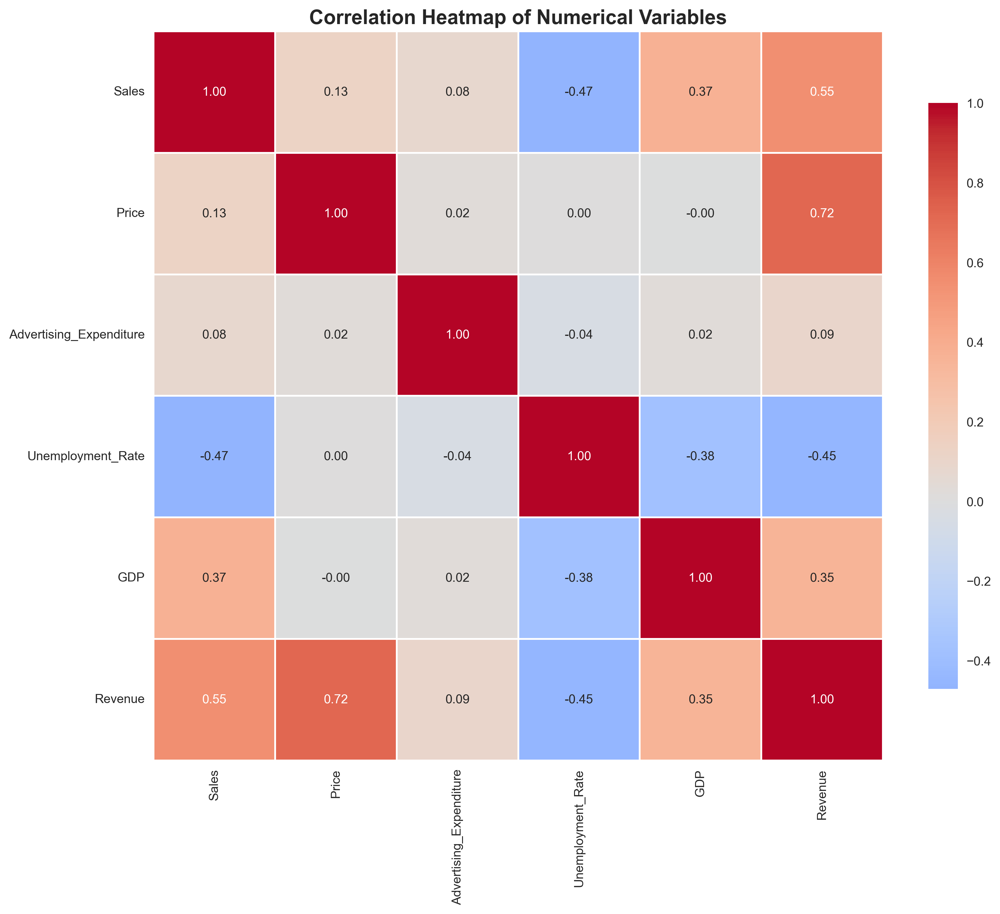 Correlation Heatmap of Numerical Variables
Sales 1.00 0.13 0.08 -0.47 0.37 0.55
Price 0.13 1.00 0.02 0.00 -0.00 0.72
Advertising_Expenditure 0.08 0.02 1.00 -0.04 0.02 0.09
Unemployment_Rate -0.47 0.00 -0.04 1.00 -0.38 -0.45
GDP 0.37 -0.00 0.02 -0.38 1.00 0.35
Revenue 0.55 0.72 0.09 -0.45 0.35 1.00
Sales
Price
Advertising_Expenditure
Unemployment_Rate
GDP
Revenue
1.0
0.8
0.6
0.4
0.2
0.0
−0.2
−0.4